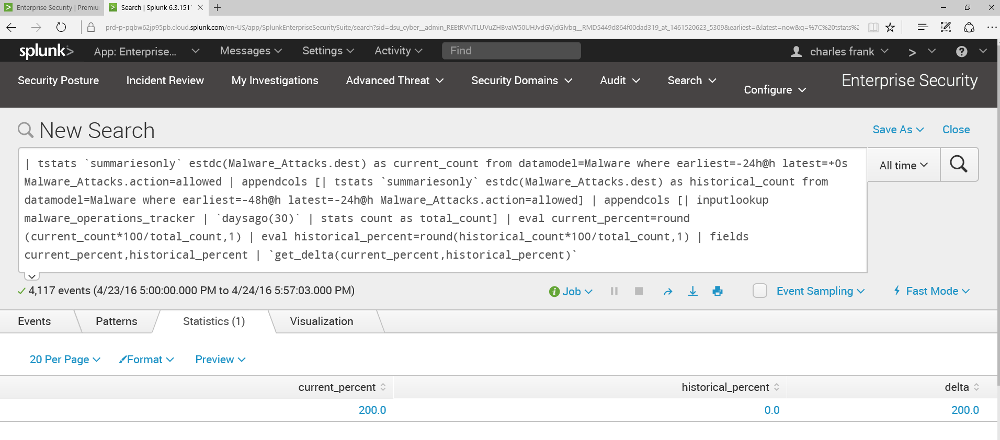 Enterprise Security | Premiu
Search | Splunk 6.3.151
prd-p-pqbw62jp95pb.cloud.splunk.com/en-US/app/SplunkEnterpriseSecuritySuite/search?sid=dsu_cyber__admin_REEtRVNTLUVuZHBvaW50UHJvdGVjdGlvbg__RMD5449d864f00dad319_at_1461520623_5309&earliest=&latest=now&q=%7C%20tstats%2
splunk> App: Enterprise... Messages Settings Activity Find charles frank > ?
Security Posture Incident Review My Investigations Advanced Threat Security Domains Audit Search Configure Enterprise Security
New Search Save As Close
| tstats `summariesonly` estdc(Malware_Attacks.dest) as current_count from datamodel=Malware where earliest=-24h@h latest=+0s
Malware_Attacks.action=allowed | appendcols [| tstats `summariesonly` estdc(Malware_Attacks.dest) as historical_count from
datamodel=Malware where earliest=-48h@h latest=-24h@h Malware_Attacks.action=allowed] | appendcols [| inputlookup
malware_operations_tracker | `daysago(30)` | stats count as total_count] | eval current_percent=round
(current_count*100/total_count,1) | eval historical_percent=round(historical_count*100/total_count,1) | fields
current_percent,historical_percent | `get_delta(current_percent,historical_percent)`
All time
4,117 events (4/23/16 5:00:00.000 PM to 4/24/16 5:57:03.000 PM) i Job Event Sampling Fast Mode
Events Patterns Statistics (1) Visualization
20 Per Page Format Preview
current_percent historical_percent delta
200.0 0.0 200.0